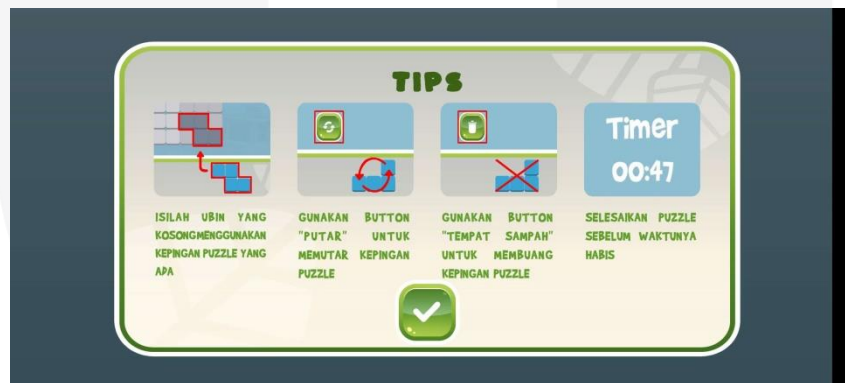 TIPS
Timer
00:47
ISILAH UBIN YANG
KOSONGMENGGUNAKAN
KEPINGAN PUZZLE YANG
ADA
GUNAKAN BUTTON
"PUTAR" UNTUK
MEMUTAR KEPINGAN
PUZZLE
GUNAKAN BUTTON
"TEMPAT SAMPAH"
UNTUK MEMBUANG
KEPINGAN PUZZLE
SELESAIKAN PUZZLE
SEBELUM WAKTUNYA
HABIS